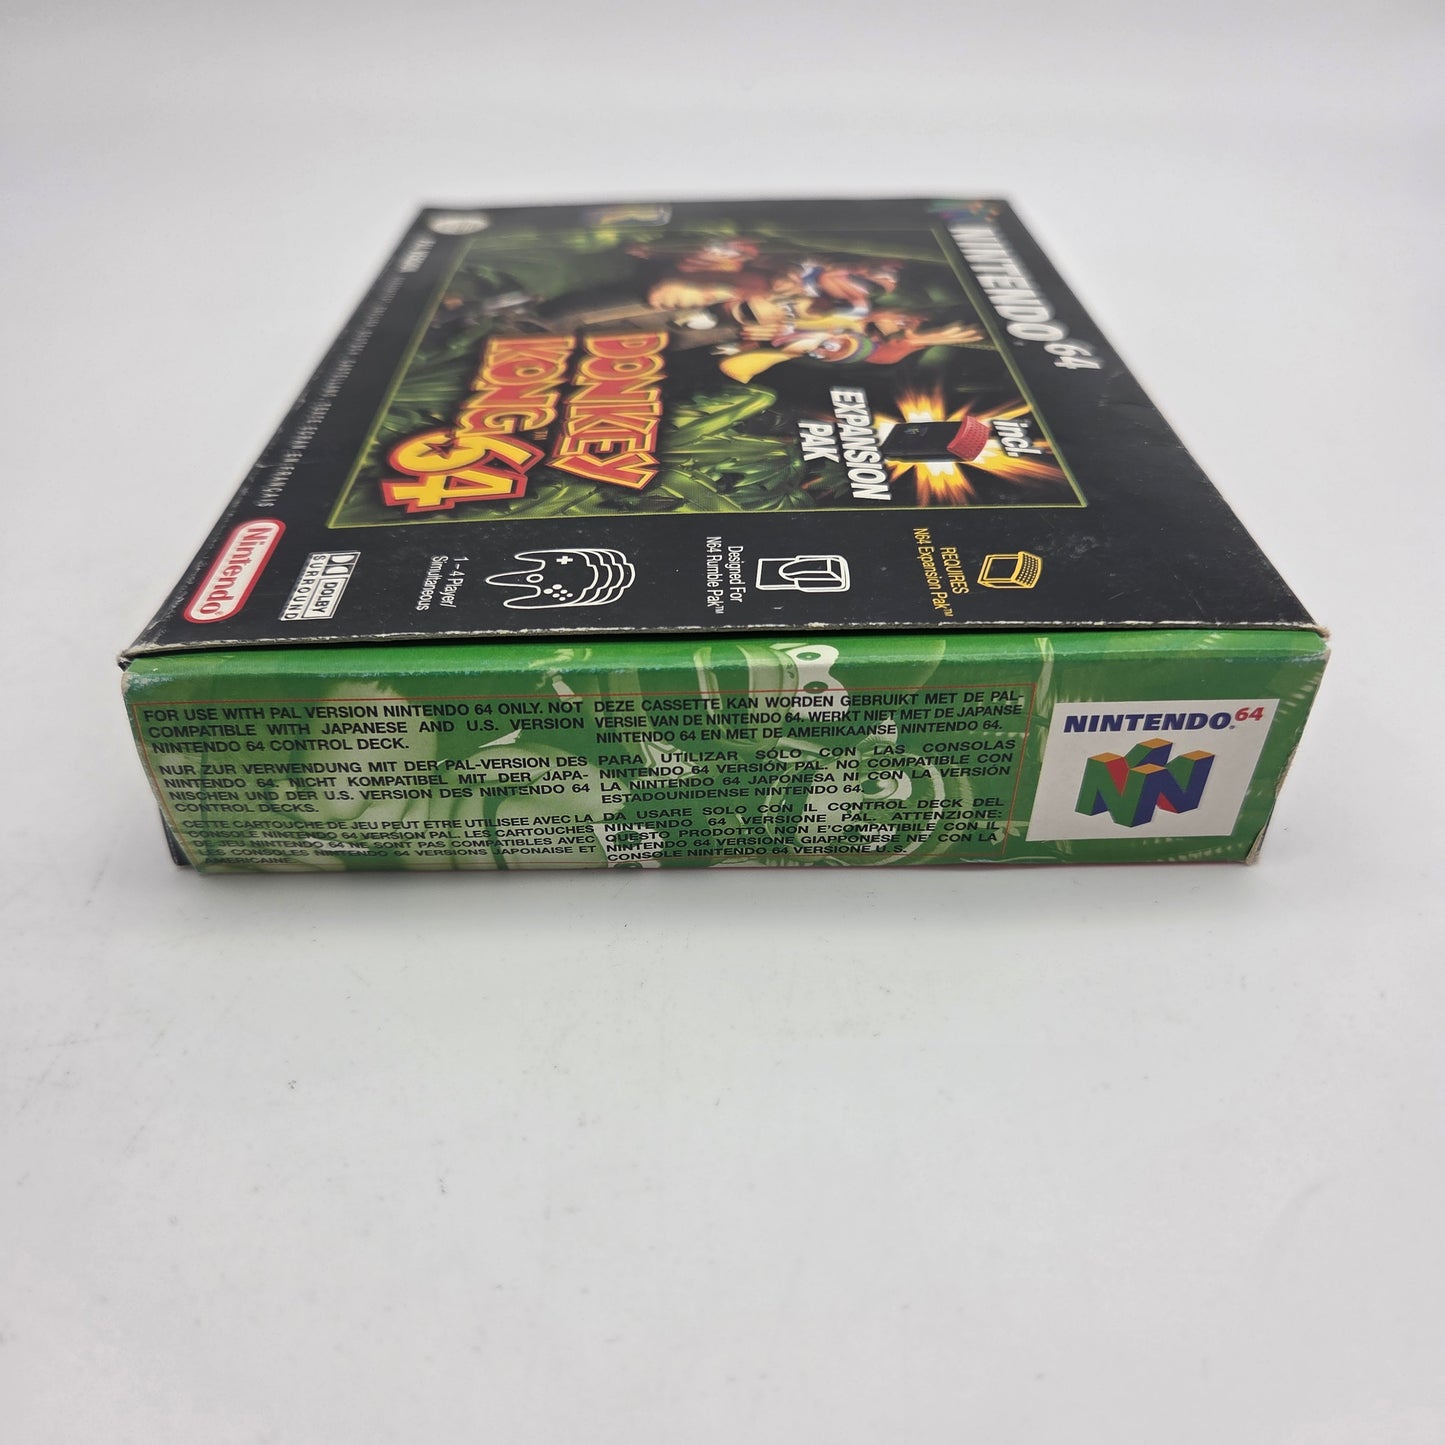 NINTENDO 64
incl.
EXPANSION
PAK
DONKEY
KONG 64
™
REQUIRES
N64 Expansion Pak™
Designed For
N64 Rumble Pak™
1 - 4 Player/
Simultaneous
DOLBY
SURROUND
Nintendo®
FRANÇAIS
FOR USE WITH PAL VERSION NINTENDO 64 ONLY. NOT
COMPATIBLE WITH JAPANESE AND U.S. VERSION
NINTENDO 64 CONTROL DECK.
NUR ZUR VERWENDUNG MIT DER PAL-VERSION DES
NINTENDO 64. NICHT KOMPATIBEL MIT DER JAPA-
NISCHEN UND DER U.S. VERSION DES NINTENDO 64
CONTROL DECKS.
CETTE CARTOUCHE DE JEU PEUT ETRE UTILISEE AVEC LA
CONSOLE NINTENDO 64 VERSION PAL. LES CARTOUCHES
DE JEU NINTENDO 64 NE SONT PAS COMPATIBLES AVEC
LES CONSOLES NINTENDO 64 VERSIONS JAPONAISE ET
AMERICAINE.
DEZE CASSETTE KAN WORDEN GEBRUIKT MET DE PAL-
VERSIE VAN DE NINTENDO 64. WERKT NIET MET DE JAPANSE
NINTENDO 64 EN MET DE AMERIKAANSE NINTENDO 64.
PARA UTILIZAR SÓLO CON LAS CONSOLAS
NINTENDO 64 VERSIÓN PAL. NO COMPATIBLE CON
LA NINTENDO 64 JAPONESA NI CON LA VERSIÓN
ESTADOUNIDENSE NINTENDO 64.
DA USARE SOLO CON IL CONTROL DECK DEL
NINTENDO 64 VERSIONE PAL. ATTENZIONE:
QUESTO PRODOTTO NON E'COMPATIBILE CON IL
NINTENDO 64 VERSIONE GIAPPONESE NE' CON LA
CONSOLE NINTENDO 64 VERSIONE U.S.
NINTENDO 64